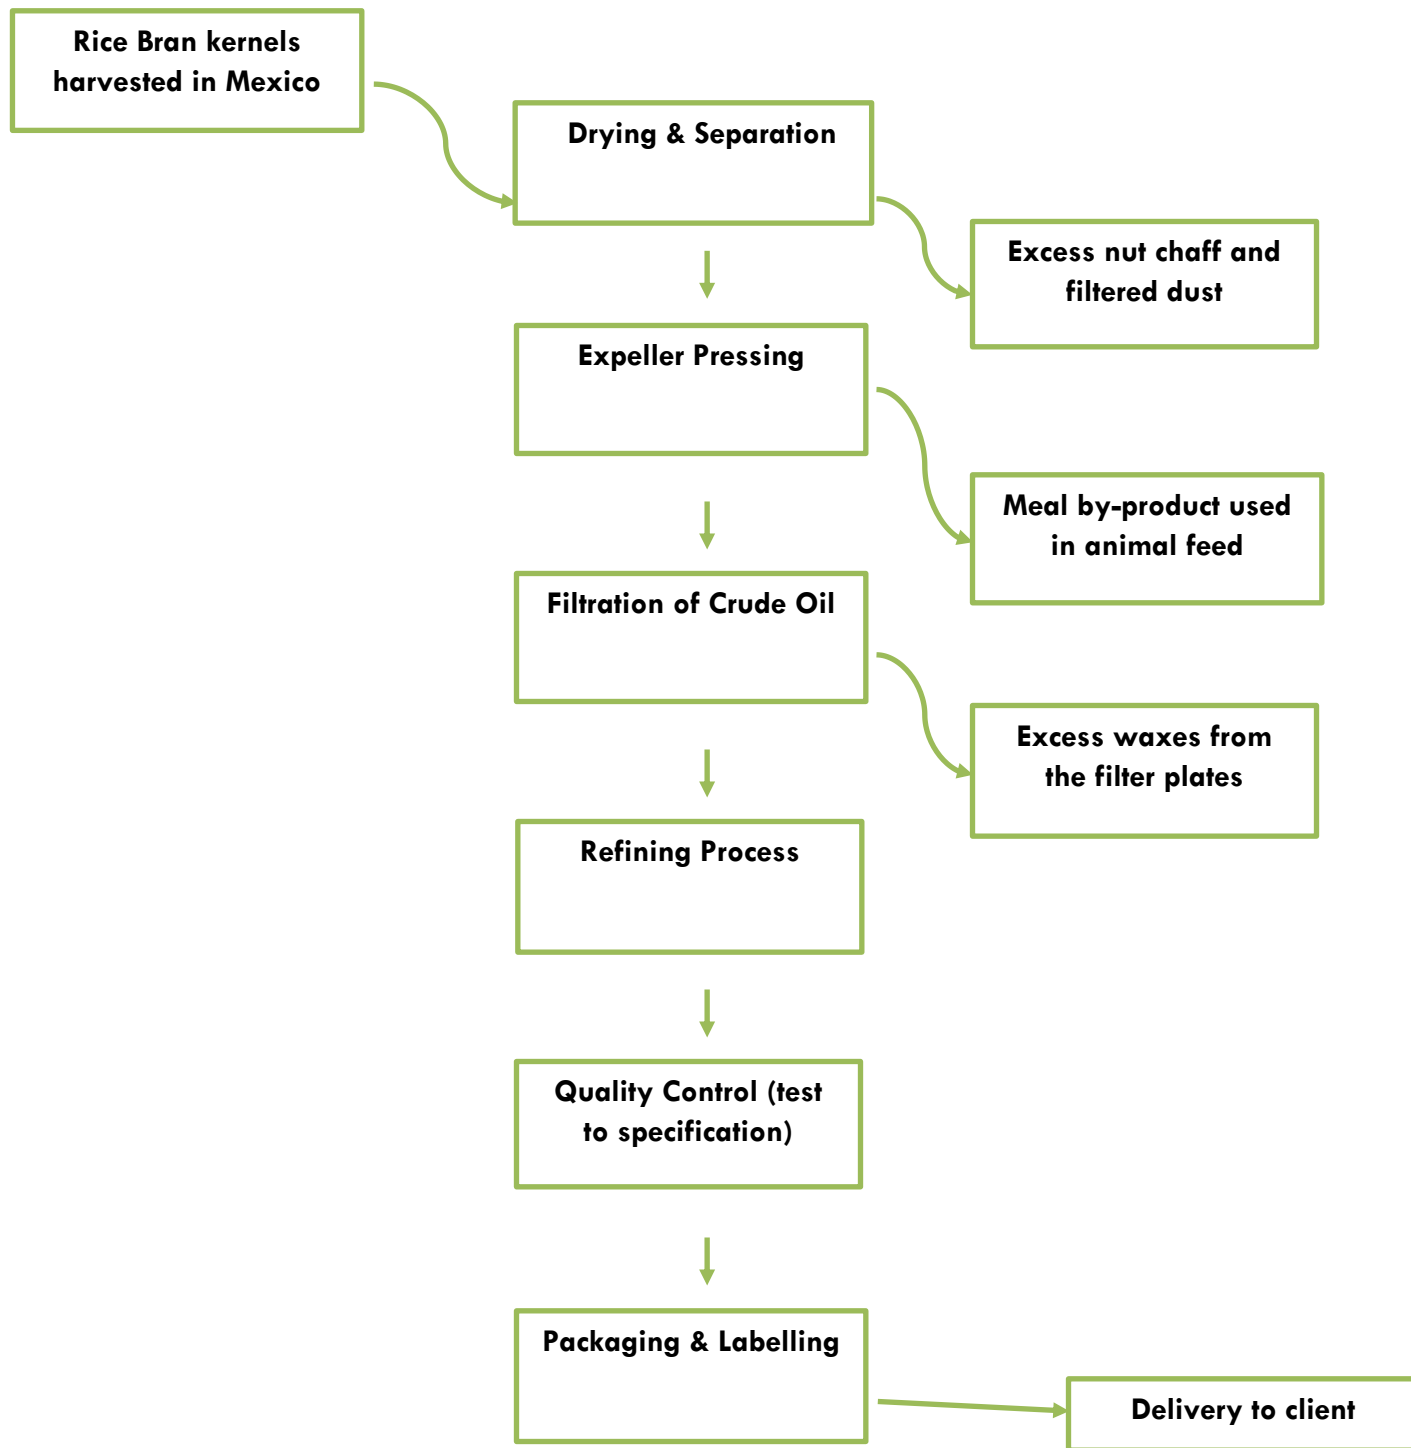 Rice Bran kernels
harvested in Mexico
Drying & Separation
Excess nut chaff and
filtered dust
Expeller Pressing
Meal by-product used
in animal feed
Filtration of Crude Oil
Excess waxes from
the filter plates
Refining Process
Quality Control (test
to specification)
Packaging & Labelling
Delivery to client